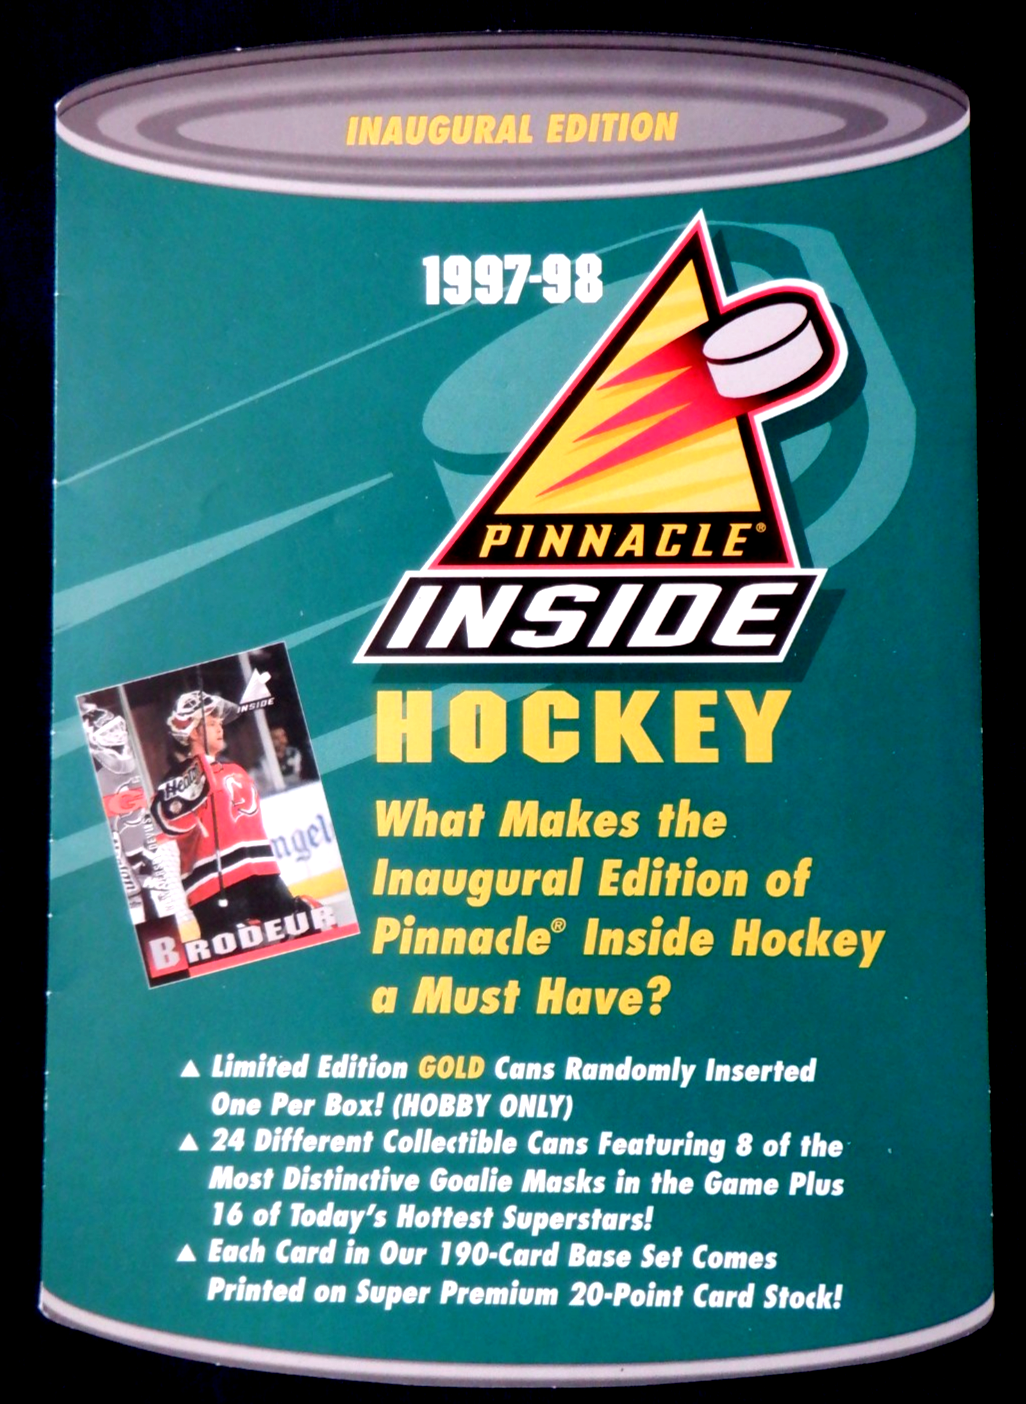 INAUGURAL EDITION
1997-98
PINNACLE®
INSIDE
HOCKEY
INSIDE
Heat
ngel
BRODEUR
What Makes the
Inaugural Edition of
Pinnacle® Inside Hockey
a Must Have?
▲ Limited Edition GOLD Cans Randomly Inserted
One Per Box! (HOBBY ONLY)
▲ 24 Different Collectible Cans Featuring 8 of the
Most Distinctive Goalie Masks in the Game Plus
16 of Today's Hottest Superstars!
▲ Each Card in Our 190-Card Base Set Comes
Printed on Super Premium 20-Point Card Stock!